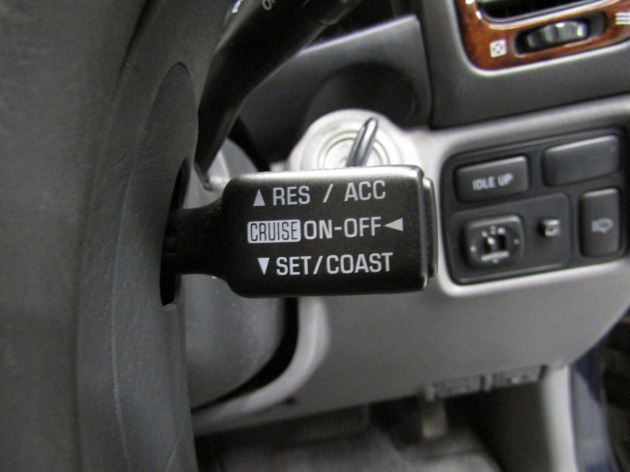 ▲ RES / ACC
CRUISE ON-OFF ◀
▼ SET/COAST
IDLE UP